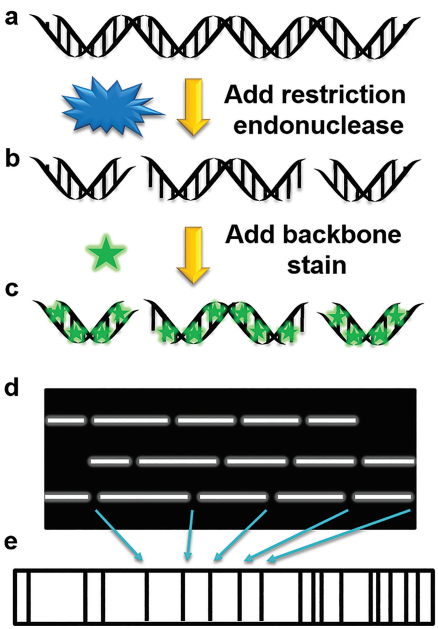 a
Add restriction
endonuclease
b
Add backbone
stain
c
d
e